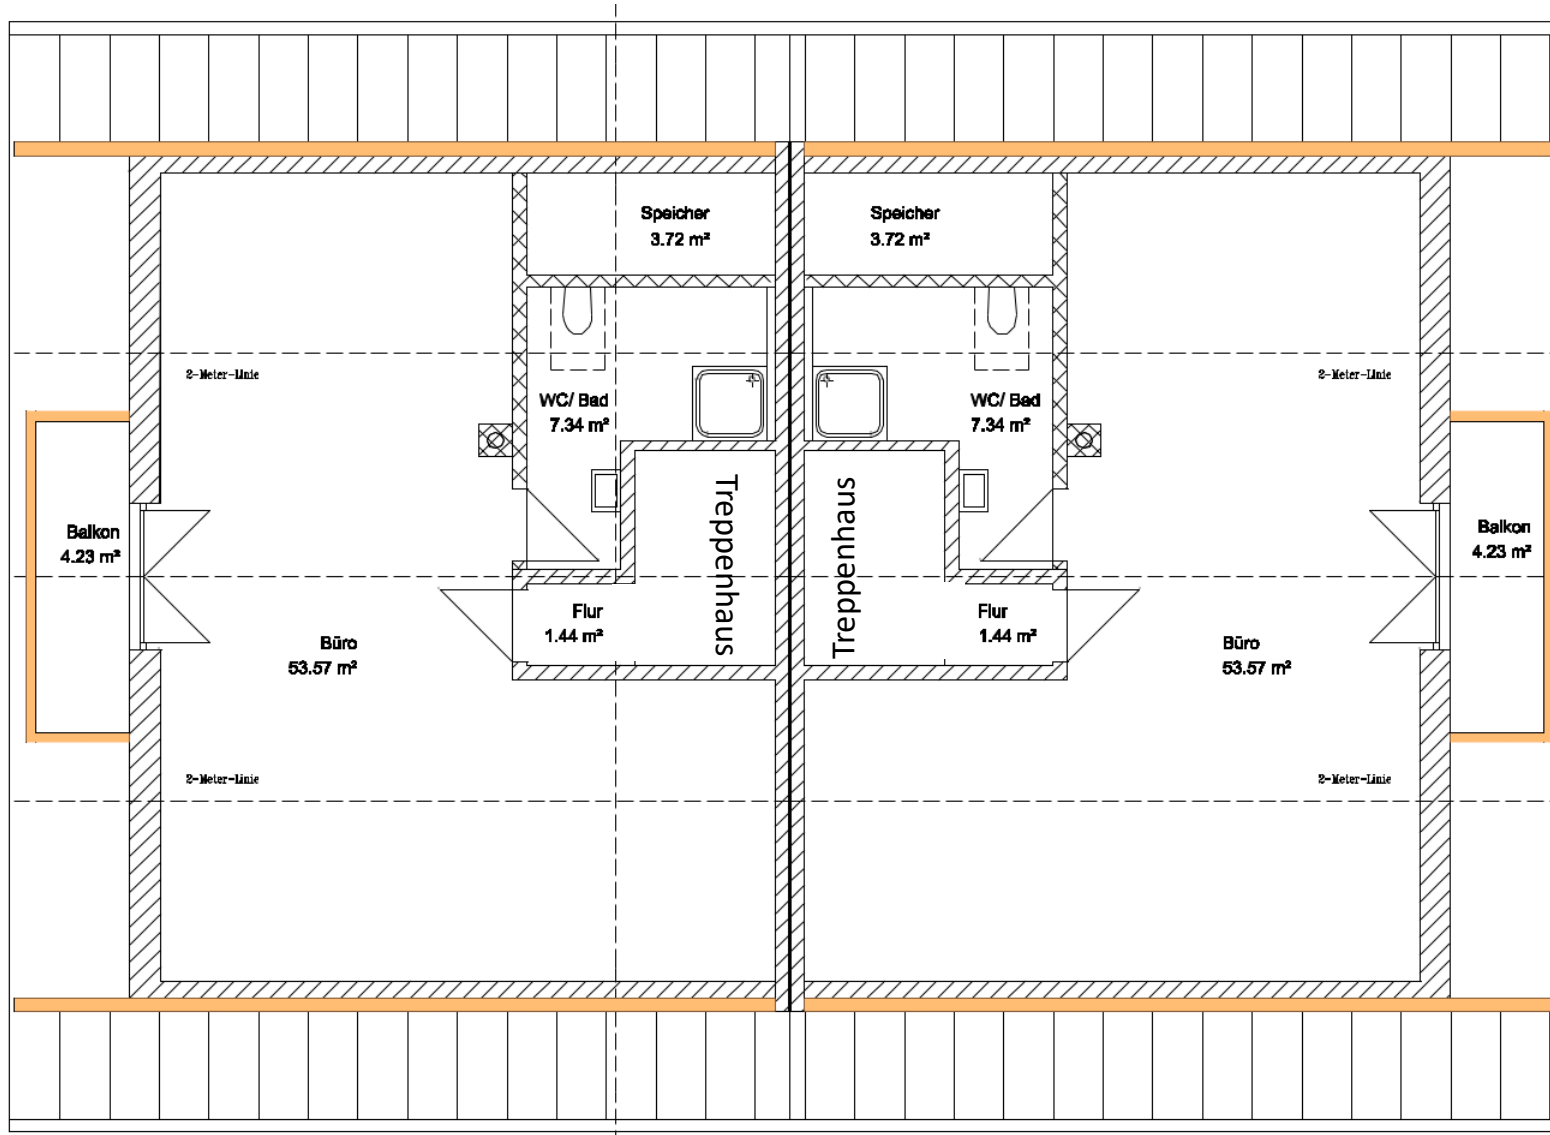 Speicher
3.72 m²
Speicher
3.72 m²
2-Meter-Linie
2-Meter-Linie
WC/ Bad
7.34 m²
WC/ Bad
7.34 m²
Treppenhaus
Treppenhaus
Balkon
4.23 m²
Balkon
4.23 m²
Flur
1.44 m²
Flur
1.44 m²
Büro
53.57 m²
Büro
53.57 m²
2-Meter-Linie
2-Meter-Linie